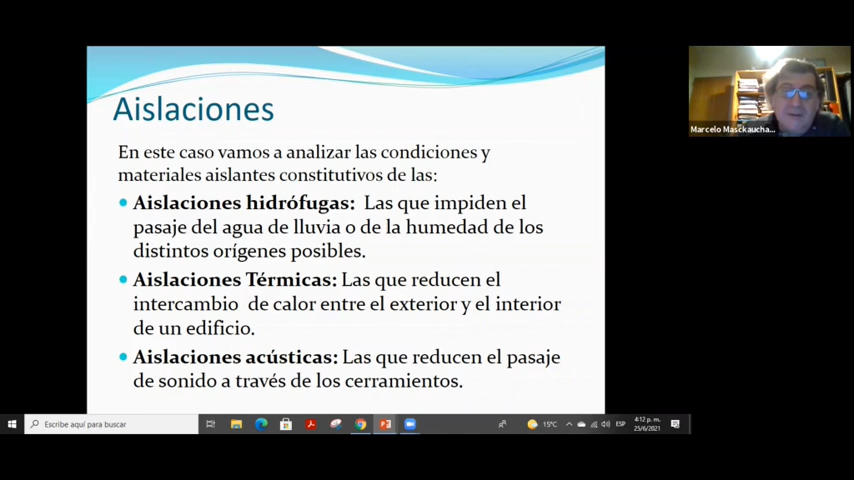 Aislaciones
En este caso vamos a analizar las condiciones y
materiales aislantes constitutivos de las:
Aislaciones hidrófugas: Las que impiden el
pasaje del agua de lluvia o de la humedad de los
distintos orígenes posibles.
Aislaciones Térmicas: Las que reducen el
intercambio de calor entre el exterior y el interior
de un edificio.
Aislaciones acústicas: Las que reducen el pasaje
de sonido a través de los cerramientos.
Marcelo Masckaucha...
Escribe aquí para buscar
15°C
ESP
4:12 p. m.
25/6/2021